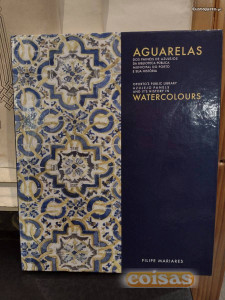 AGUARELAS
DOS PAINÉIS DE AZULEJOS
DA BIBLIOTECA PÚBLICA
MUNICIPAL DO PORTO
E SUA HISTÓRIA
OPORTO'S PUBLIC LIBRARY
AZULEJO PANELS
AND ITS HISTORY IN
WATERCOLOURS
FILIPE MARIARES
coisas